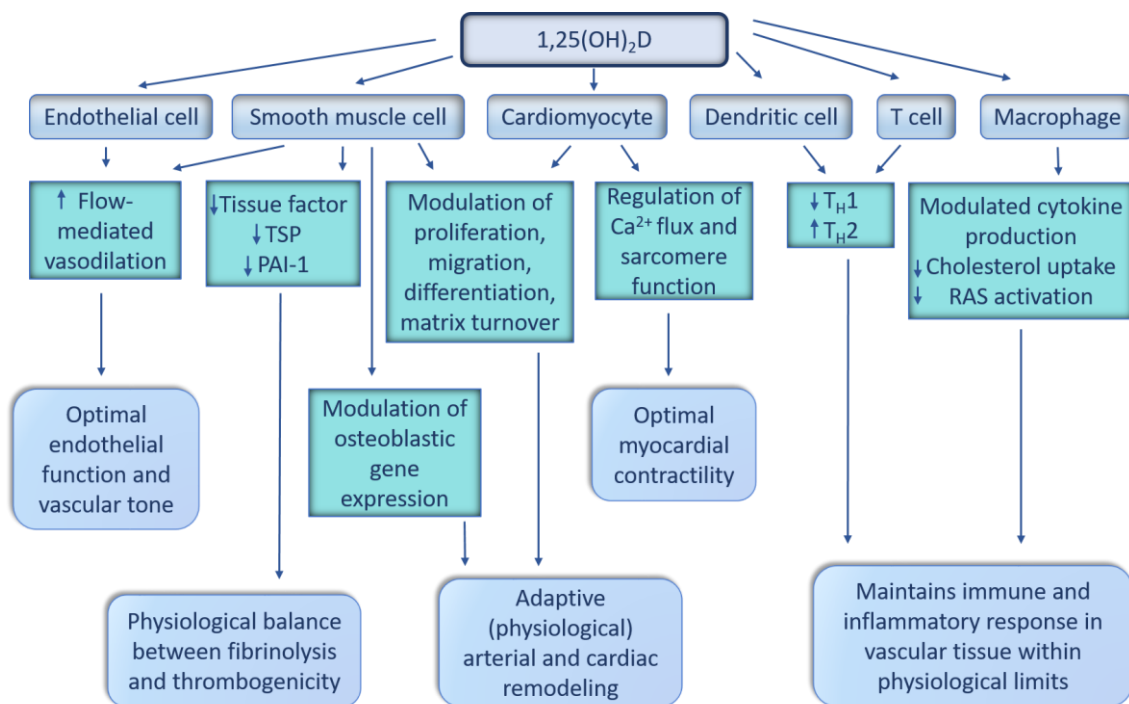 1,25(OH)₂D
Endothelial cell
Smooth muscle cell
Cardiomyocyte
Dendritic cell
T cell
Macrophage
↑ Flow-
mediated
vasodilation
↓Tissue factor
↓ TSP
↓ PAI-1
Modulation of
proliferation,
migration,
differentiation,
matrix turnover
Regulation of
Ca²⁺ flux and
sarcomere
function
↓ T_H1
↑ T_H2
Modulated cytokine
production
↓ Cholesterol uptake
↓ RAS activation
Optimal
endothelial
function and
vascular tone
Modulation of
osteoblastic
gene
expression
Optimal
myocardial
contractility
Physiological balance
between fibrinolysis
and thrombogenicity
Adaptive
(physiological)
arterial and cardiac
remodeling
Maintains immune and
inflammatory response in
vascular tissue within
physiological limits